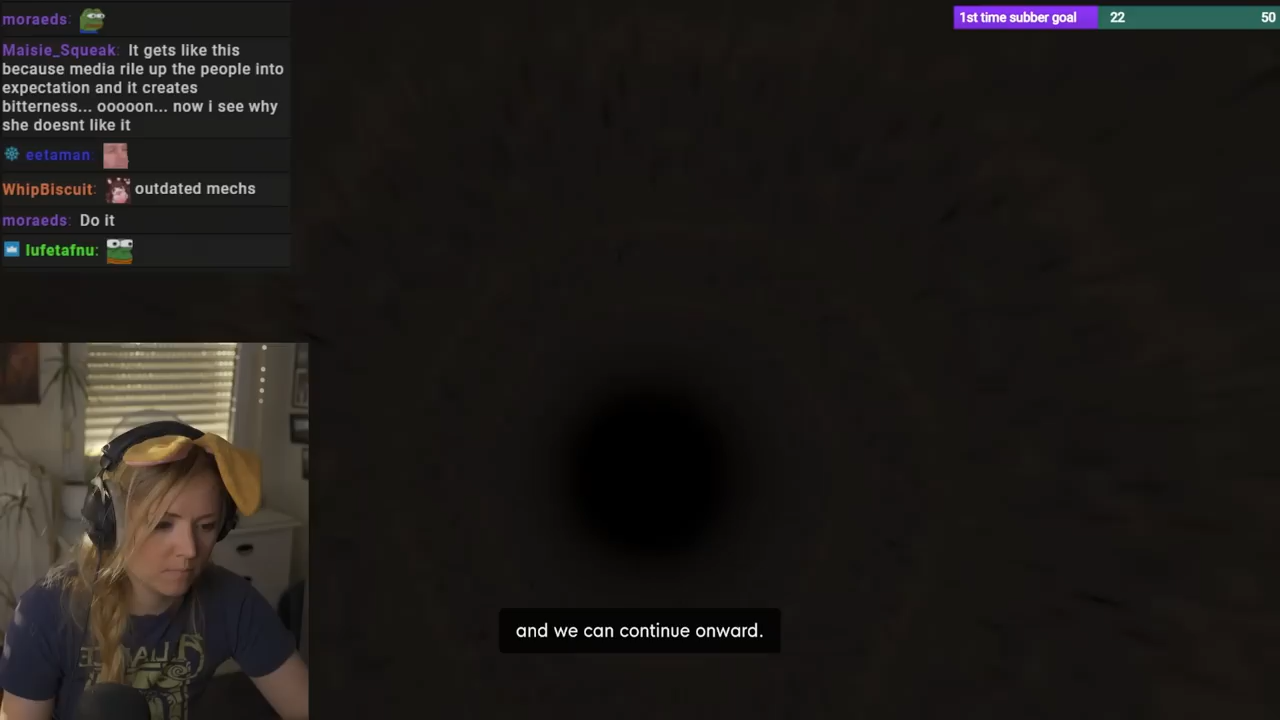 moraeds:
Maisie_Squeak: It gets like this
because media rile up the people into
expectation and it creates
bitterness... ooooon... now i see why
she doesnt like it
eetaman:
WhipBiscuit: outdated mechs
moraeds: Do it
lufetafnu:
1st time subber goal 22 50
and we can continue onward.